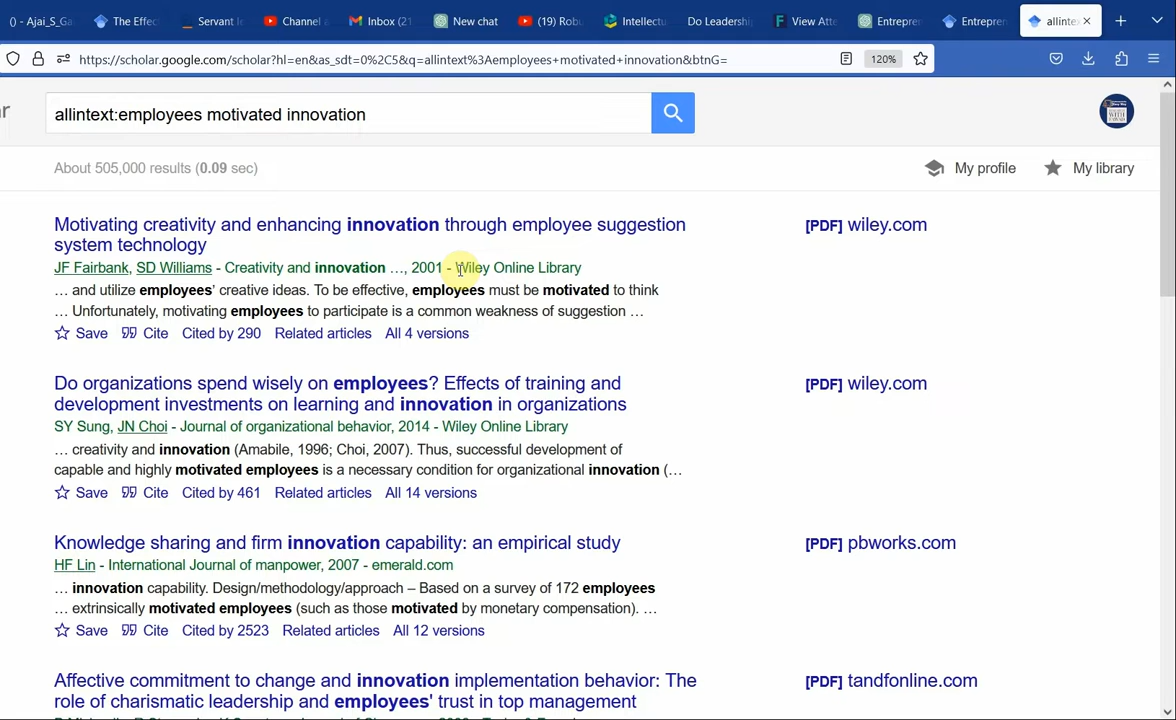 () - Ajai_S_Ga
The Effec
Servant le
Channel a
Inbox (21
New chat
(19) Robu
Intellectu
Do Leadershi
View Atte
Entrepren
Entrepren
allintex
https://scholar.google.com/scholar?hl=en&as_sdt=0%2C5&q=allintext%3Aemployees+motivated+innovation&btnG=
120%
allintext:employees motivated innovation
About 505,000 results (0.09 sec)
My profile
My library
Motivating creativity and enhancing innovation through employee suggestion
system technology
[PDF] wiley.com
JF Fairbank, SD Williams - Creativity and innovation …, 2001 - Wiley Online Library
… and utilize employees' creative ideas. To be effective, employees must be motivated to think
… Unfortunately, motivating employees to participate is a common weakness of suggestion …
Save Cite Cited by 290 Related articles All 4 versions
Do organizations spend wisely on employees? Effects of training and
development investments on learning and innovation in organizations
[PDF] wiley.com
SY Sung, JN Choi - Journal of organizational behavior, 2014 - Wiley Online Library
… creativity and innovation (Amabile, 1996; Choi, 2007). Thus, successful development of
capable and highly motivated employees is a necessary condition for organizational innovation (…
Save Cite Cited by 461 Related articles All 14 versions
Knowledge sharing and firm innovation capability: an empirical study
[PDF] pbworks.com
HF Lin - International Journal of manpower, 2007 - emerald.com
… innovation capability. Design/methodology/approach – Based on a survey of 172 employees
… extrinsically motivated employees (such as those motivated by monetary compensation). …
Save Cite Cited by 2523 Related articles All 12 versions
Affective commitment to change and innovation implementation behavior: The
role of charismatic leadership and employees' trust in top management
[PDF] tandfonline.com